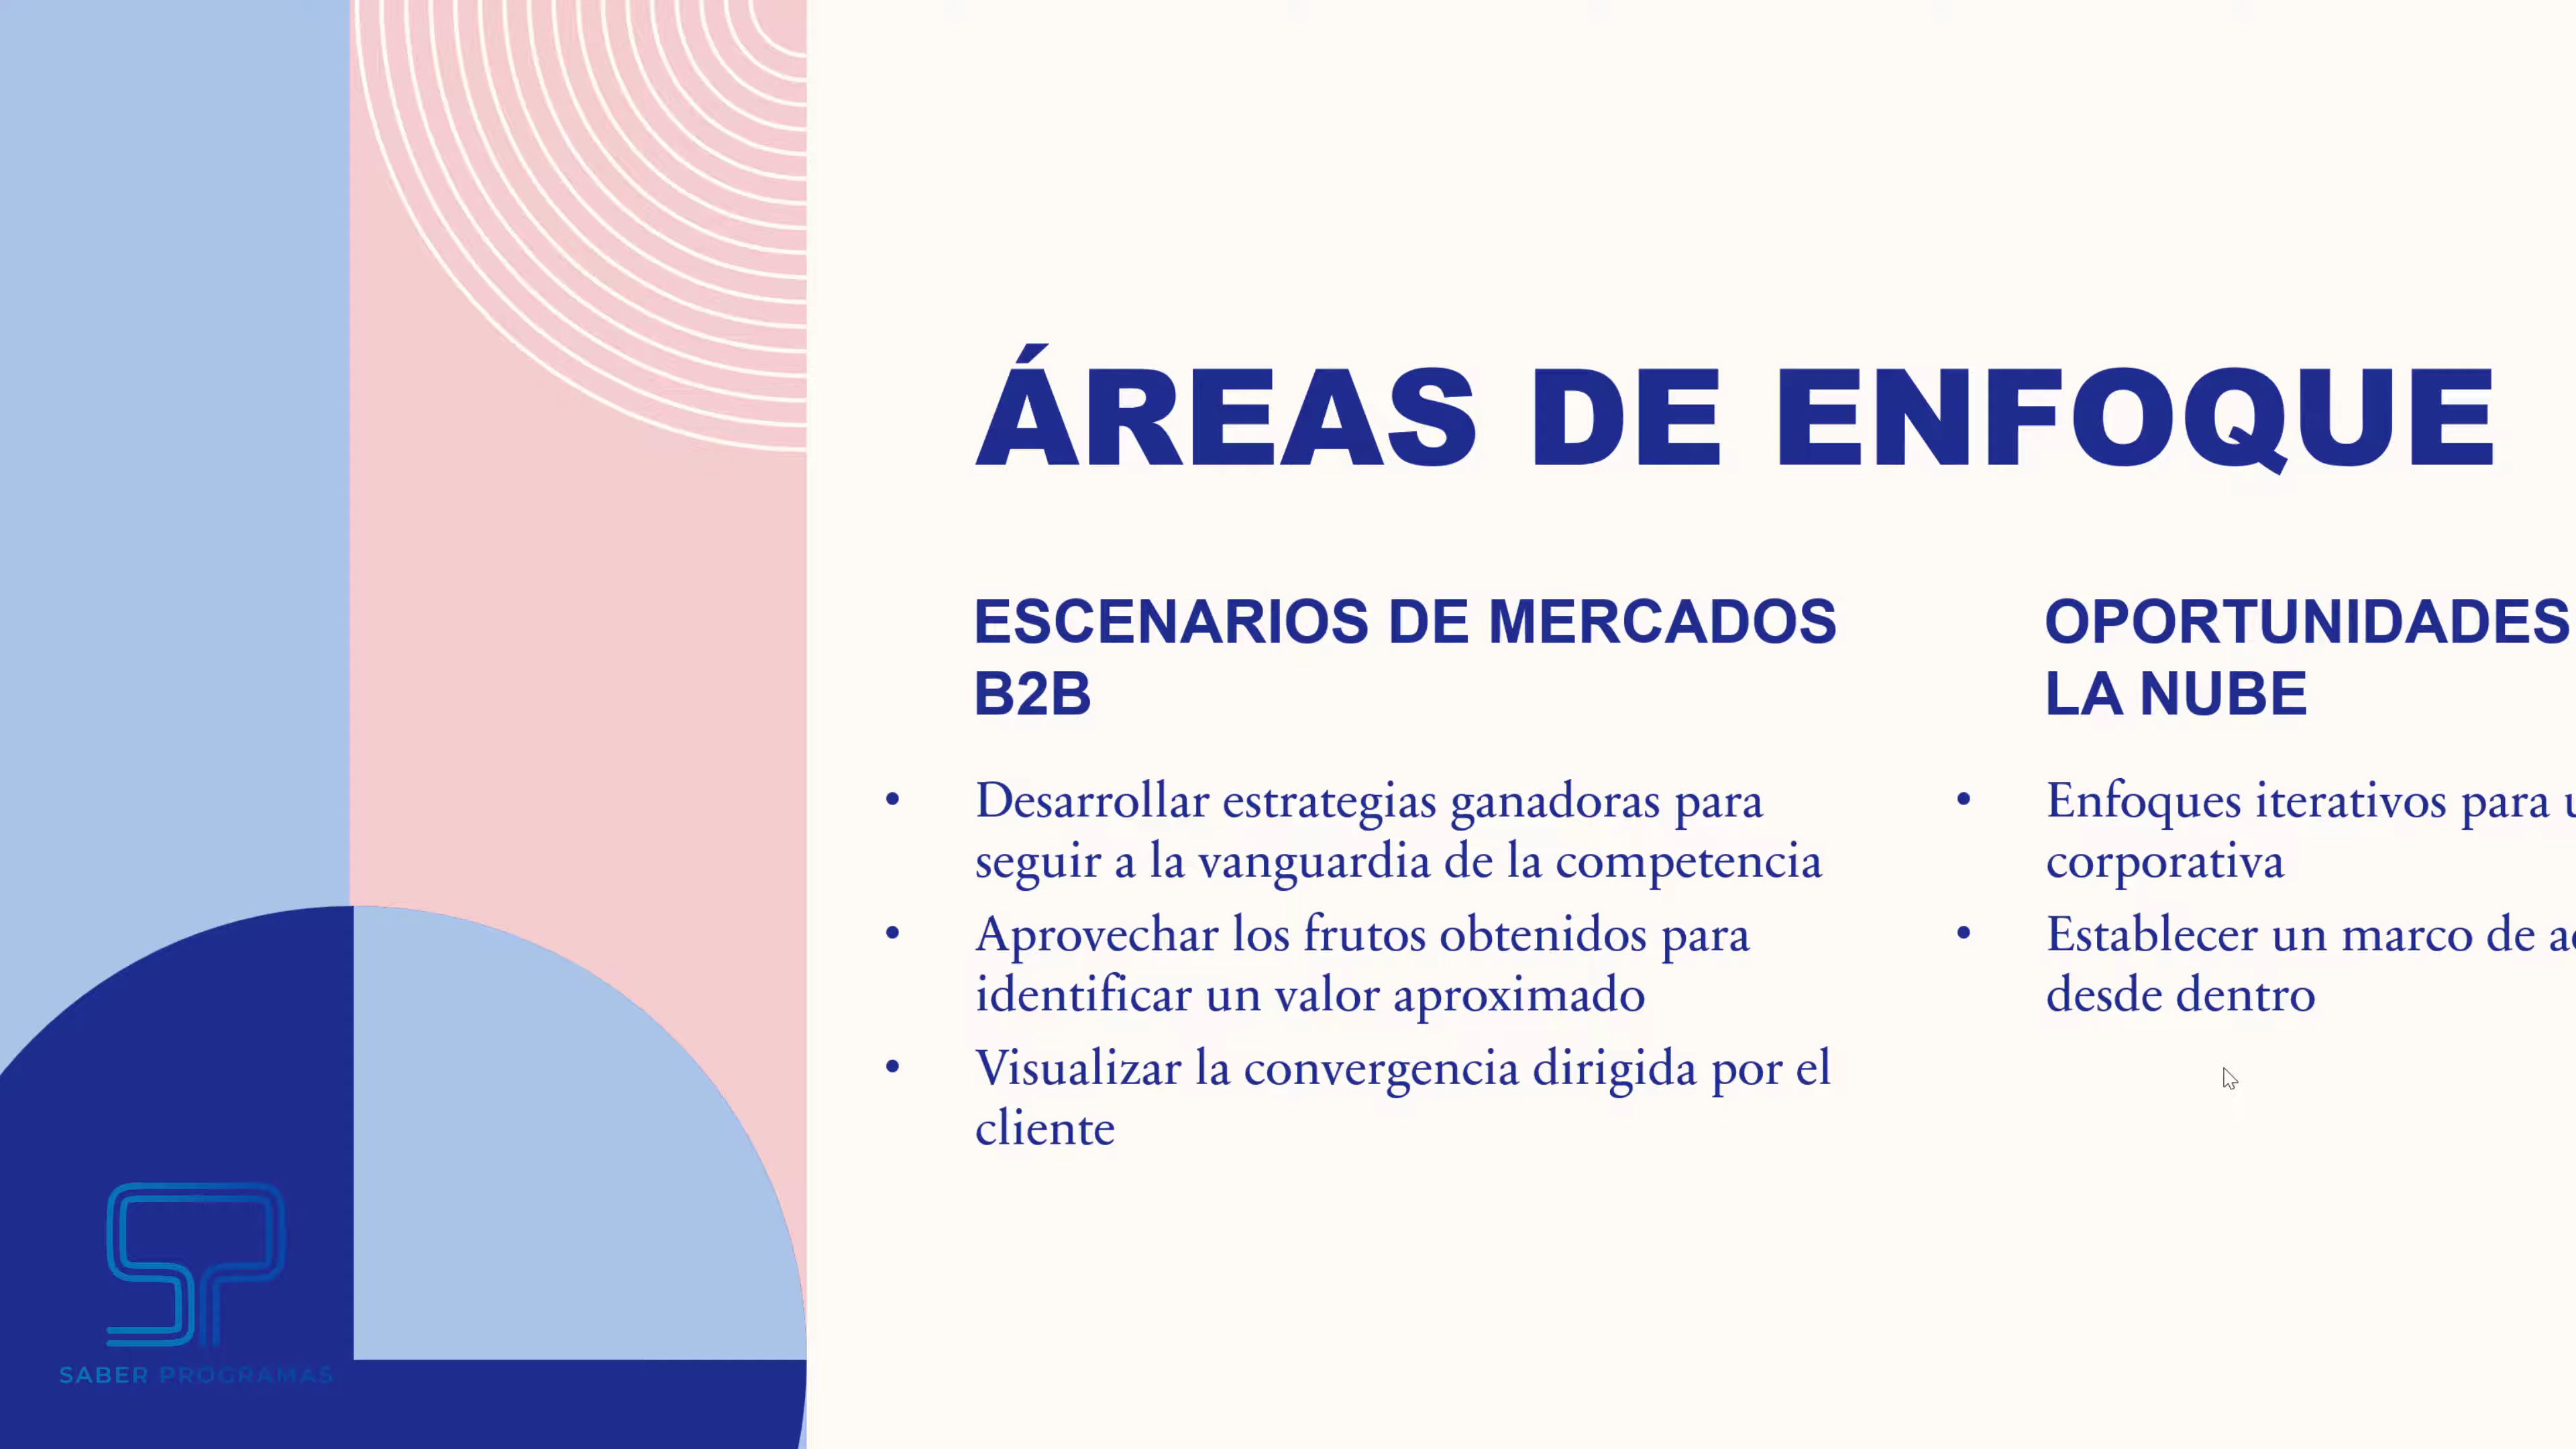 ÁREAS DE ENFOQUE
ESCENARIOS DE MERCADOS
B2B
• Desarrollar estrategias ganadoras para
seguir a la vanguardia de la competencia
• Aprovechar los frutos obtenidos para
identificar un valor aproximado
• Visualizar la convergencia dirigida por el
cliente
OPORTUNIDADES
LA NUBE
• Enfoques iterativos para
corporativa
• Establecer un marco de
desde dentro
SABER PROGRAMAS